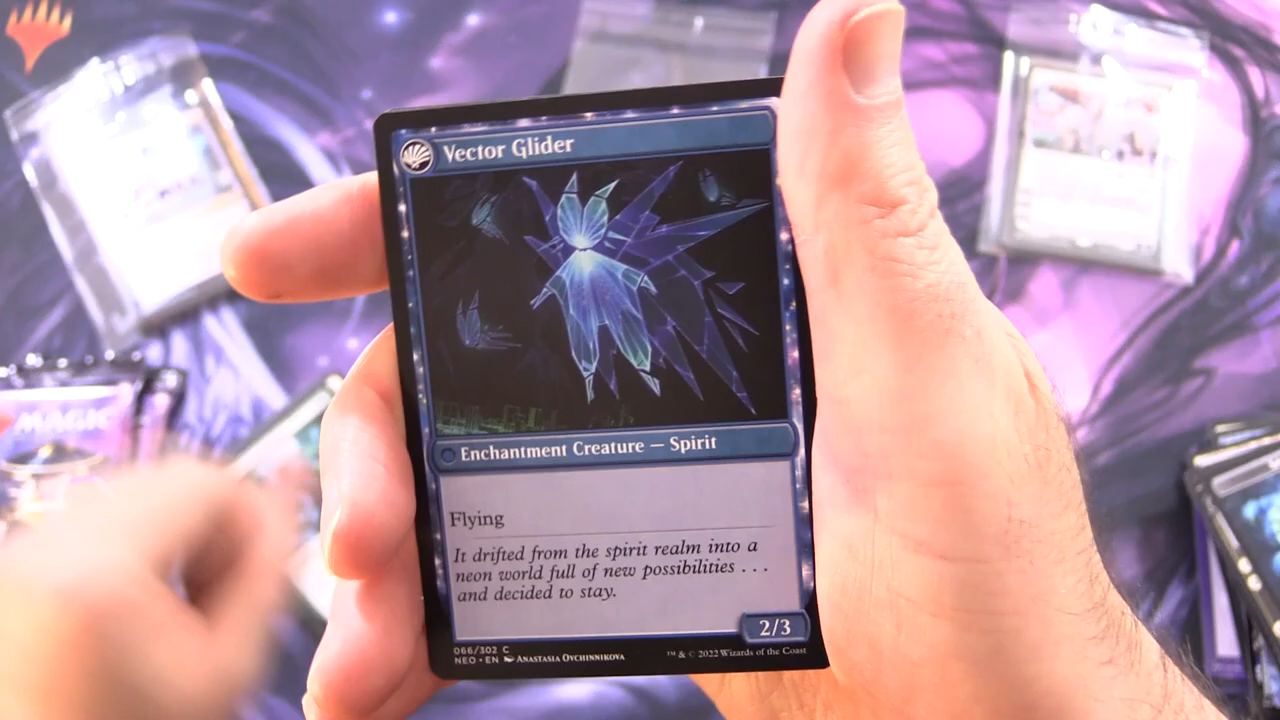 Vector Glider
Enchantment Creature — Spirit
Flying
It drifted from the spirit realm into a
neon world full of new possibilities . . .
and decided to stay.
2/3
066/302 C
NEO • EN ANASTASIA OVCHINNIKOVA
™ & © 2022 Wizards of the Coast
MAGIC